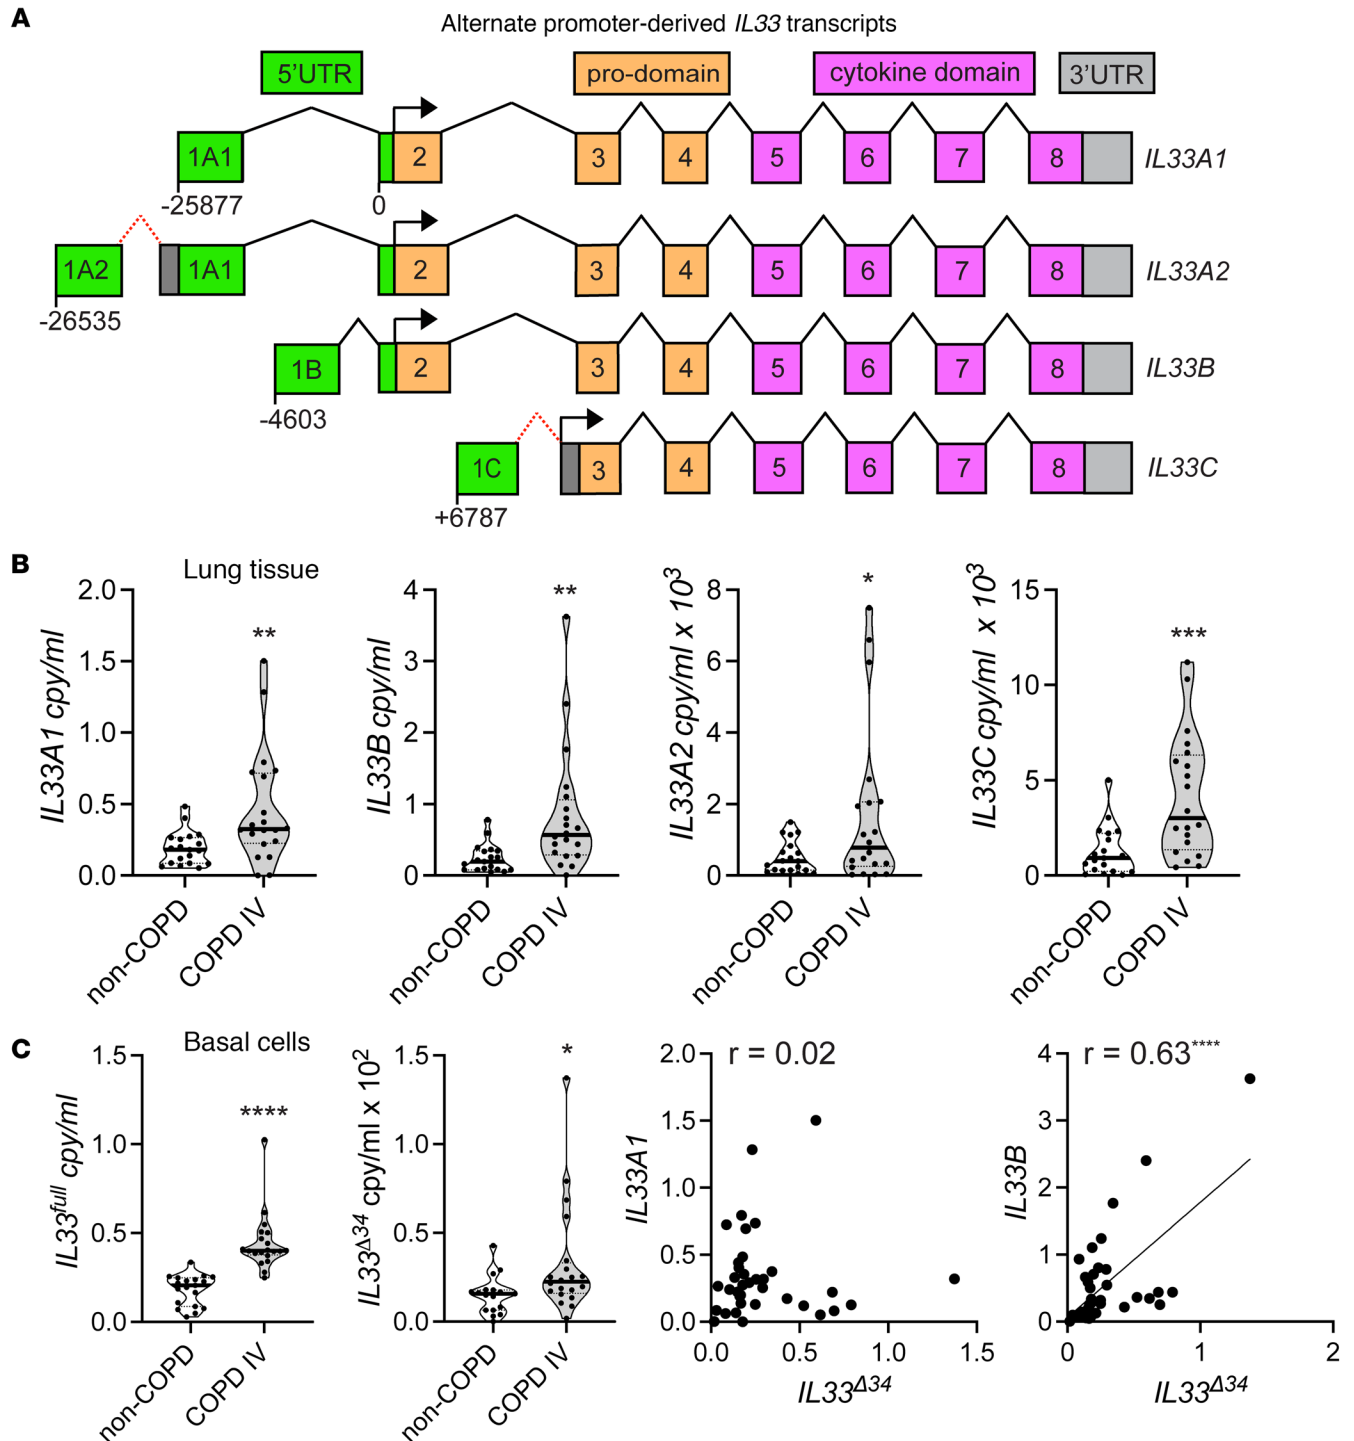 A
Alternate promoter-derived IL33 transcripts
5'UTR pro-domain cytokine domain 3'UTR
1A1 2 3 4 5 6 7 8 IL33A1
-25877 0
1A2 1A1 2 3 4 5 6 7 8 IL33A2
-26535
1B 2 3 4 5 6 7 8 IL33B
-4603
1C 3 4 5 6 7 8 IL33C
+6787
B
Lung tissue
IL33A1 cpy/ml
2.0
1.5
1.0
0.5
0.0
**
non-COPD
COPD IV
IL33B cpy/ml
4
3
2
1
0
**
non-COPD
COPD IV
IL33A2 cpy/ml x 10³
8
6
4
2
0
*
non-COPD
COPD IV
IL33C cpy/ml x 10³
15
10
5
0
***
non-COPD
COPD IV
C
Basal cells
IL33full cpy/ml
1.5
1.0
0.5
0.0
****
non-COPD
COPD IV
IL33Δ34 cpy/ml x 10²
1.5
1.0
0.5
0.0
*
non-COPD
COPD IV
r = 0.02
IL33A1
2.0
1.5
1.0
0.5
0.0
0.0 0.5 1.0 1.5
IL33Δ34
r = 0.63****
IL33B
4
3
2
1
0
0 1 2
IL33Δ34